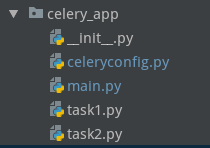 celery_app
__init__.py
celeryconfig.py
main.py
task1.py
task2.py